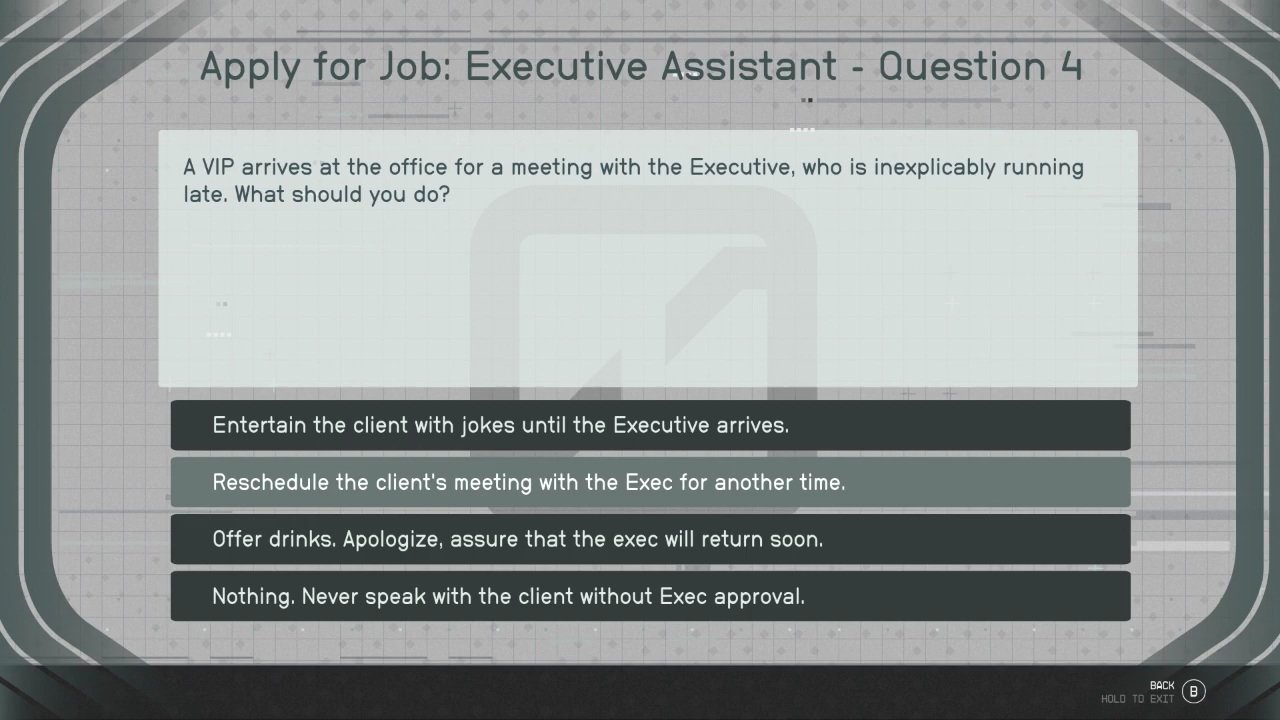 Apply for Job: Executive Assistant - Question 4
A VIP arrives at the office for a meeting with the Executive, who is inexplicably running
late. What should you do?
Entertain the client with jokes until the Executive arrives.
Reschedule the client's meeting with the Exec for another time.
Offer drinks. Apologize, assure that the exec will return soon.
Nothing. Never speak with the client without Exec approval.
BACK
HOLD TO EXIT
B